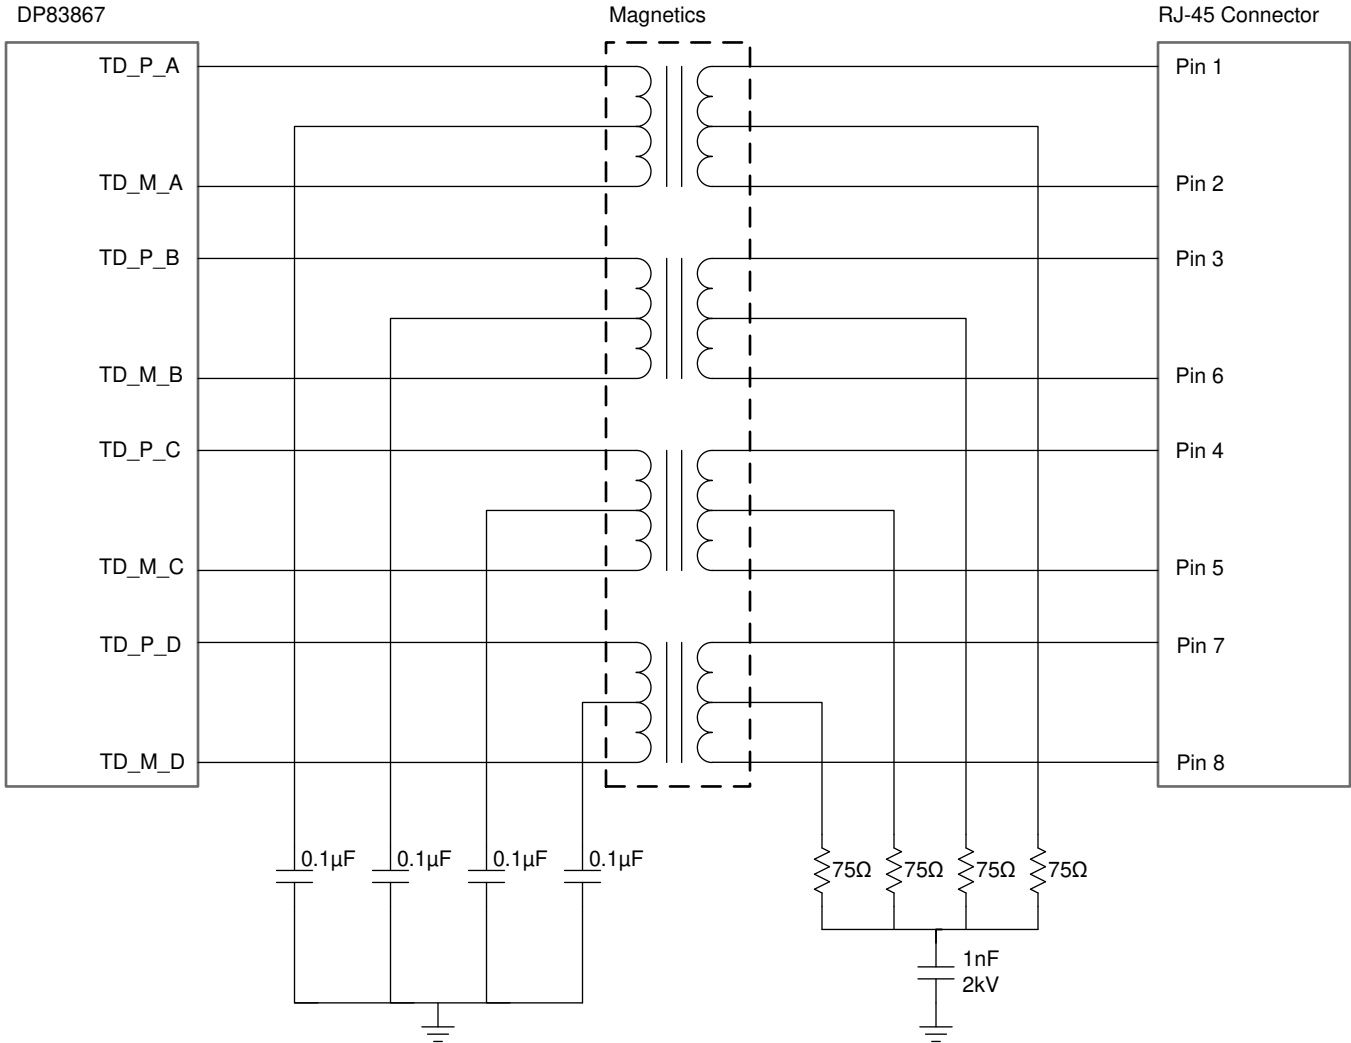 DP83867
Magnetics
RJ-45 Connector
TD_P_A
Pin 1
TD_M_A
Pin 2
TD_P_B
Pin 3
TD_M_B
Pin 6
TD_P_C
Pin 4
TD_M_C
Pin 5
TD_P_D
Pin 7
TD_M_D
Pin 8
0.1µF
0.1µF
0.1µF
0.1µF
75Ω
75Ω
75Ω
75Ω
1nF
2kV